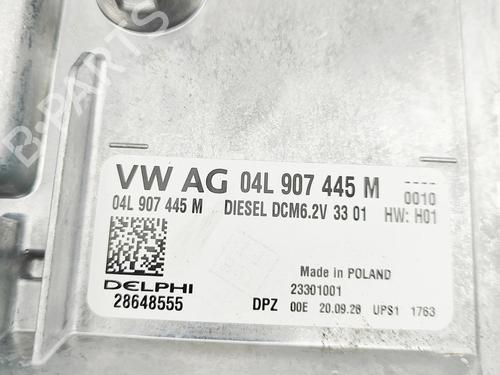 B-PARTS
VW AG 04L 907 445 M 0010
04L 907 445 M DIESEL DCM6.2V 33 01 HW: H01
Made in POLAND
DELPHI 23301001
28648555 DPZ 00E 20.09.28 UPS1 1763